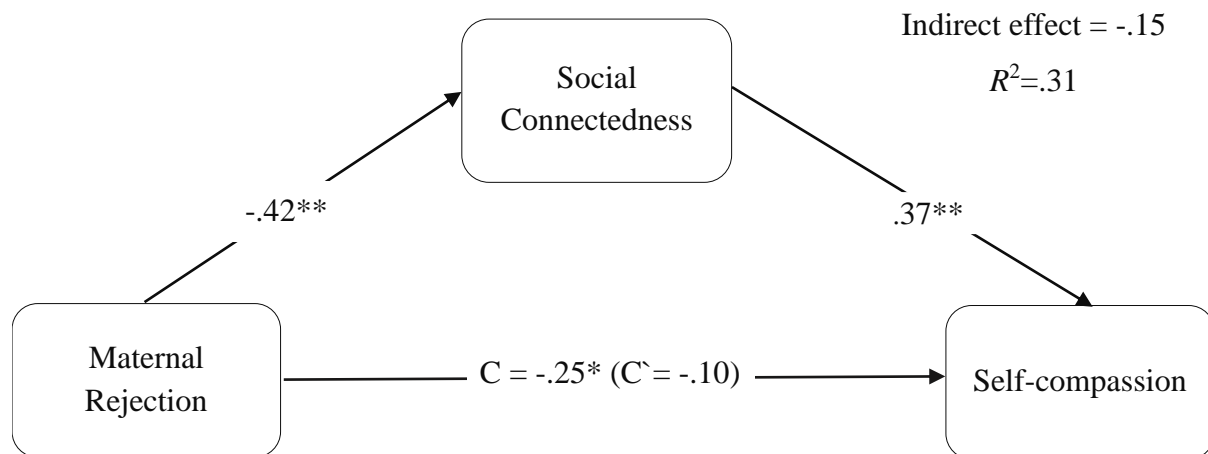 Indirect effect = -.15
R²=.31
Social
Connectedness
-.42**
.37**
Maternal
Rejection
C = -.25* (C`= -.10)
Self-compassion